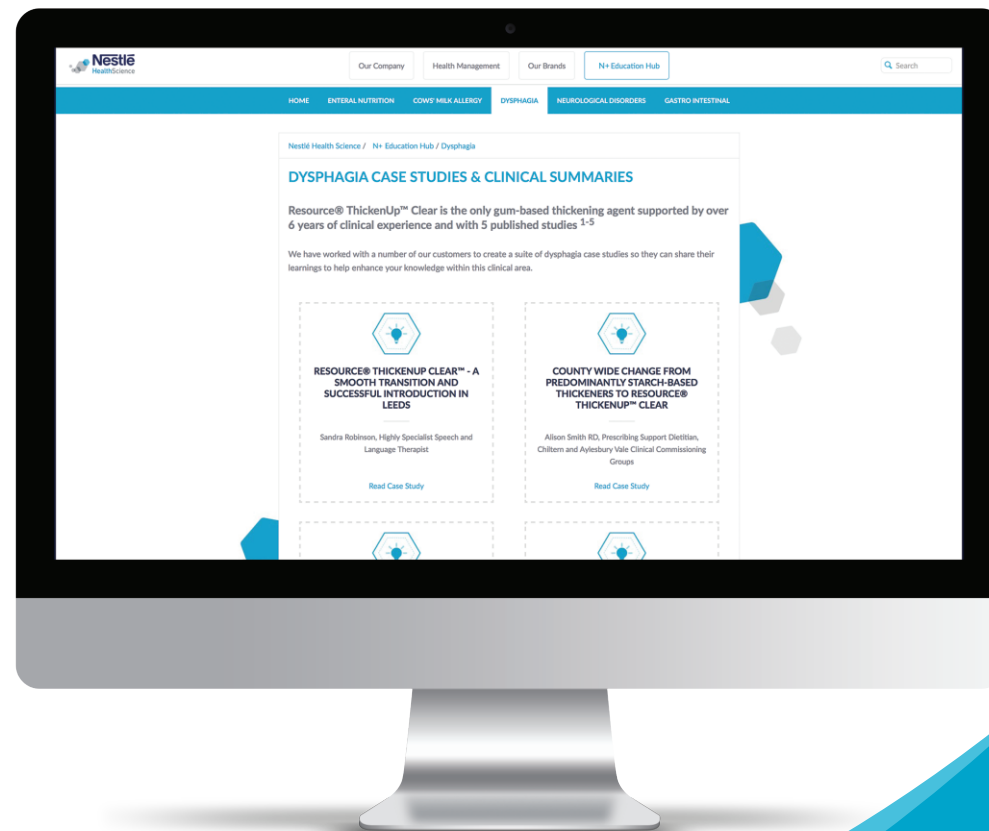 Nestlé
HealthScience
Our Company
Health Management
Our Brands
N+ Education Hub
Search
HOME
ENTERAL NUTRITION
COWS' MILK ALLERGY
DYSPHAGIA
NEUROLOGICAL DISORDERS
GASTRO INTESTINAL
Nestlé Health Science / N+ Education Hub / Dysphagia
DYSPHAGIA CASE STUDIES & CLINICAL SUMMARIES
Resource® ThickenUp™ Clear is the only gum-based thickening agent supported by over
6 years of clinical experience and with 5 published studies 1-5
We have worked with a number of our customers to create a suite of dysphagia case studies so they can share their
learnings to help enhance your knowledge within this clinical area.
RESOURCE® THICKENUP CLEAR™ - A
SMOOTH TRANSITION AND
SUCCESSFUL INTRODUCTION IN
LEEDS
Sandra Robinson, Highly Specialist Speech and
Language Therapist
Read Case Study
COUNTY WIDE CHANGE FROM
PREDOMINANTLY STARCH-BASED
THICKENERS TO RESOURCE®
THICKENUP™ CLEAR
Alison Smith RD, Prescribing Support Dietitian,
Chiltern and Aylesbury Vale Clinical Commissioning
Groups
Read Case Study